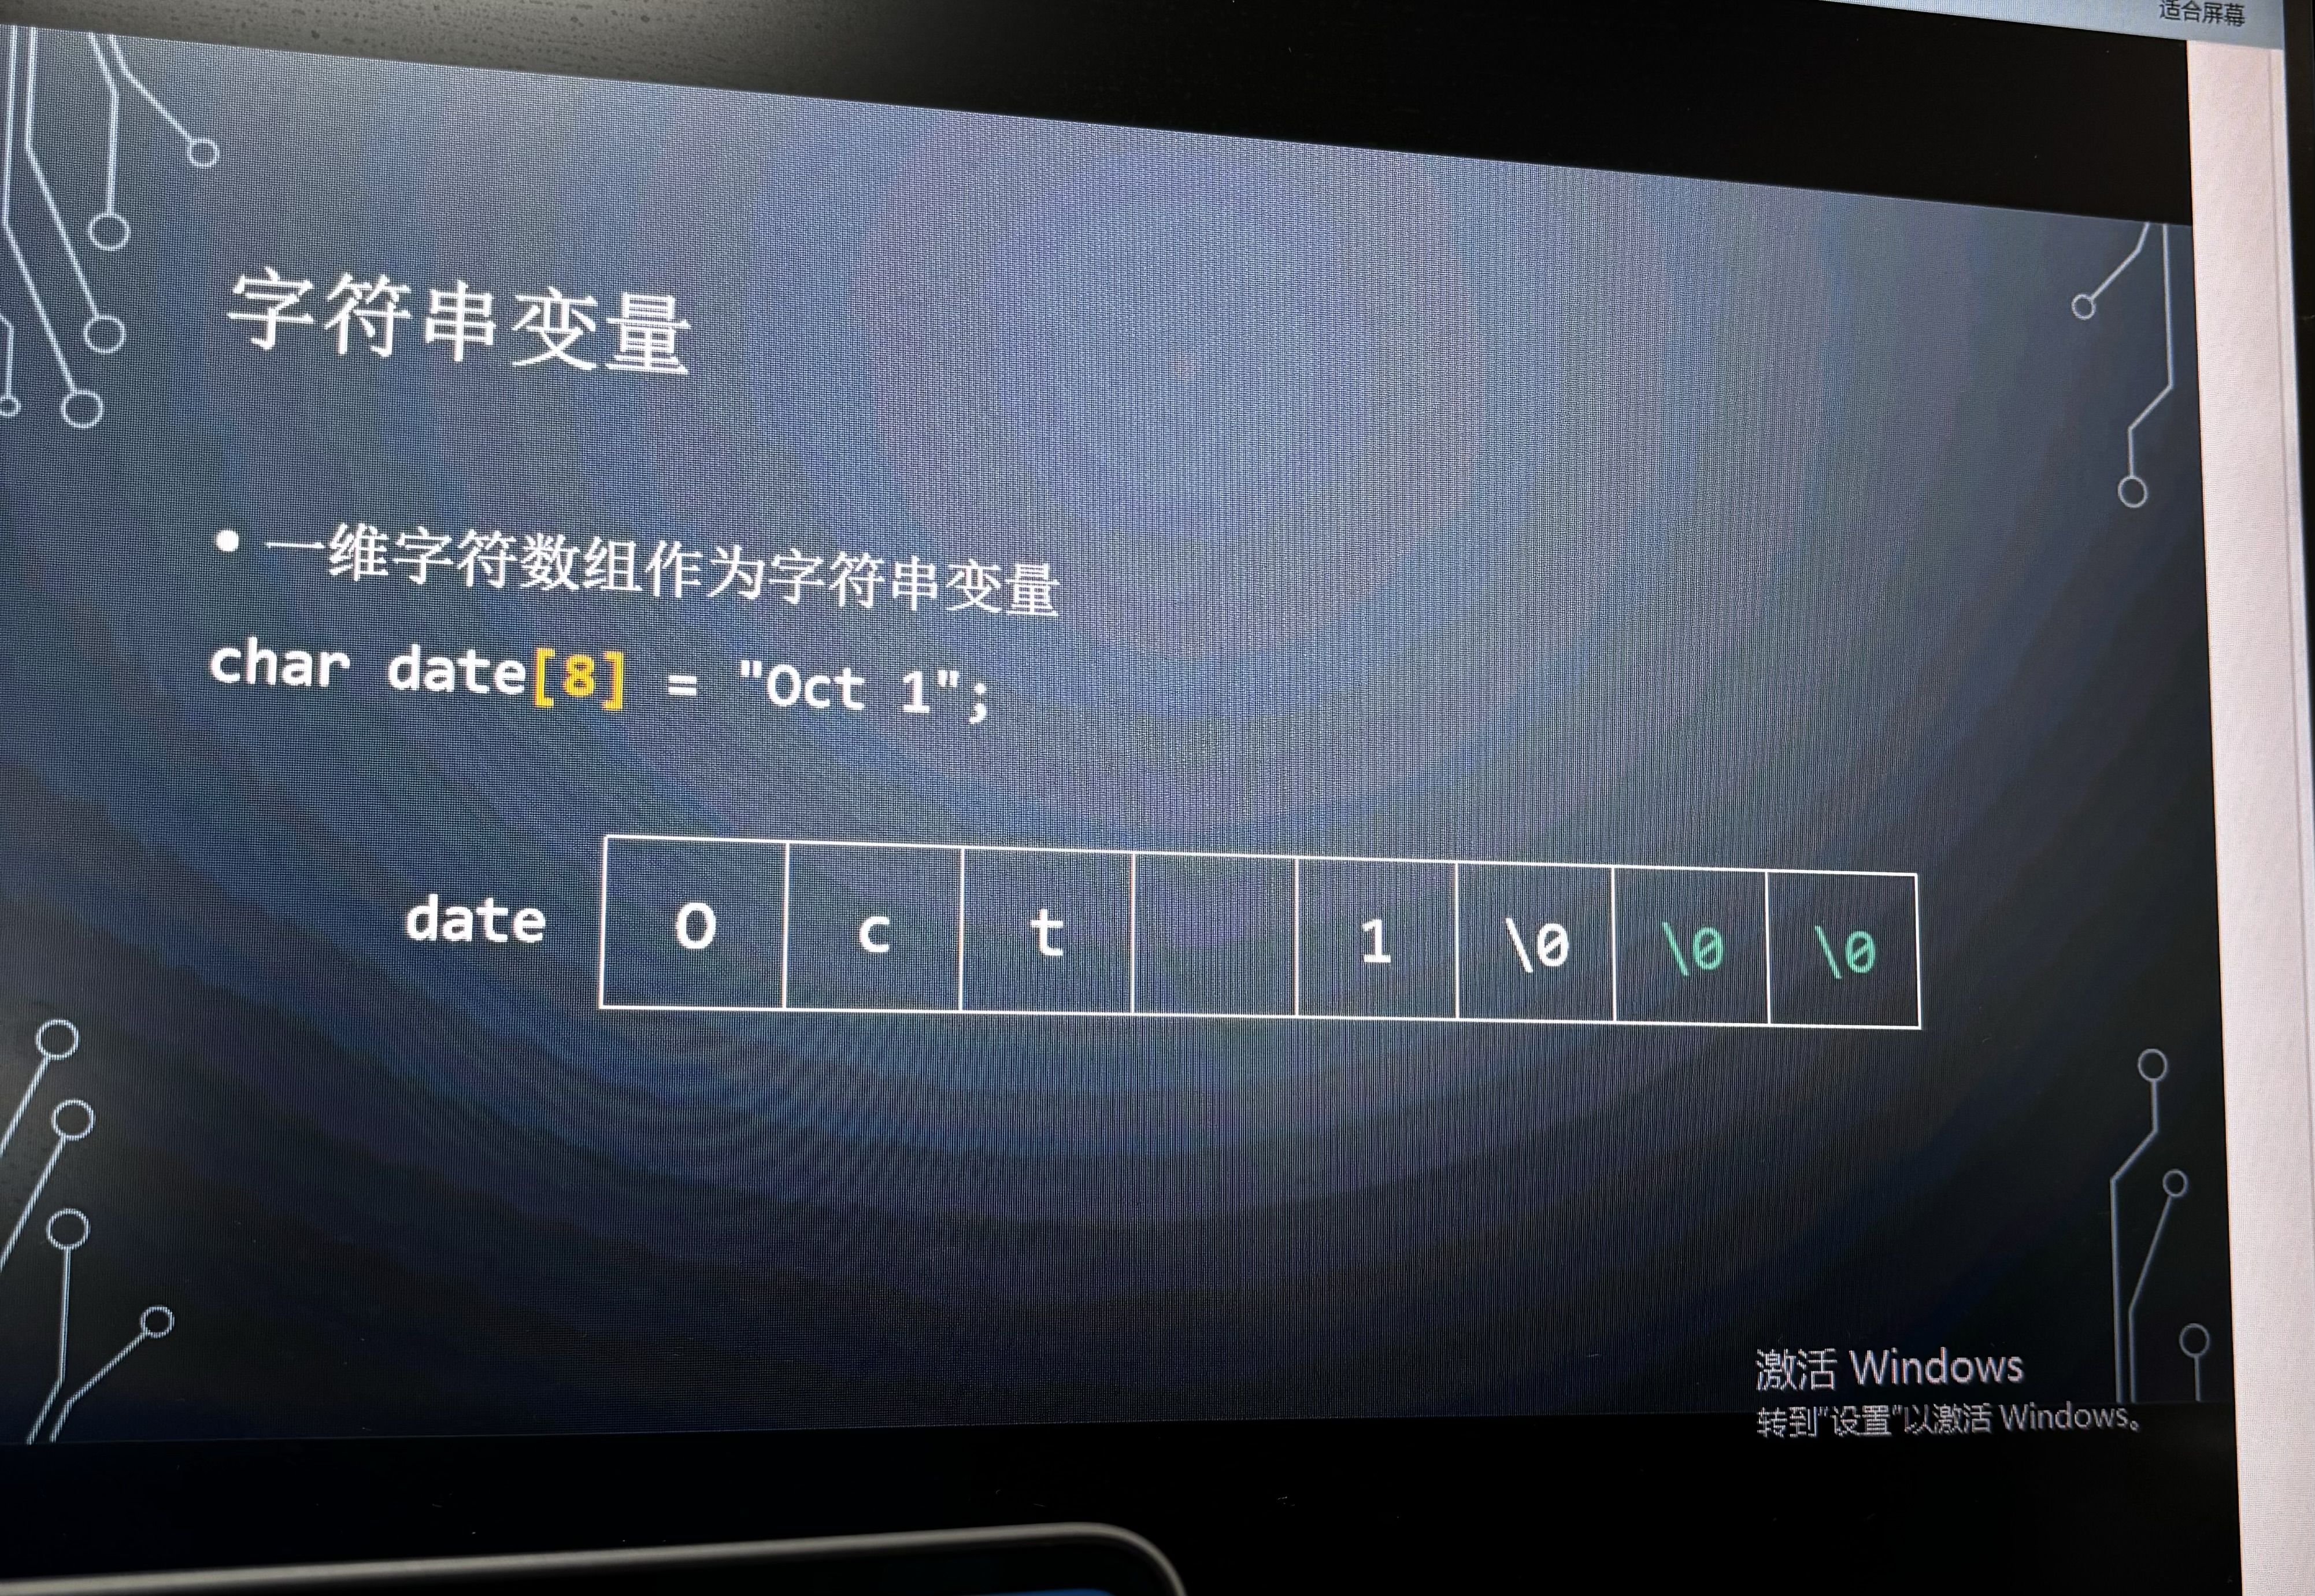 适合屏幕
字符串变量
• 一维字符数组作为字符串变量
char date[8] = "Oct 1";
date O c t 1 \0 \0 \0
激活 Windows
转到"设置"以激活 Windows。